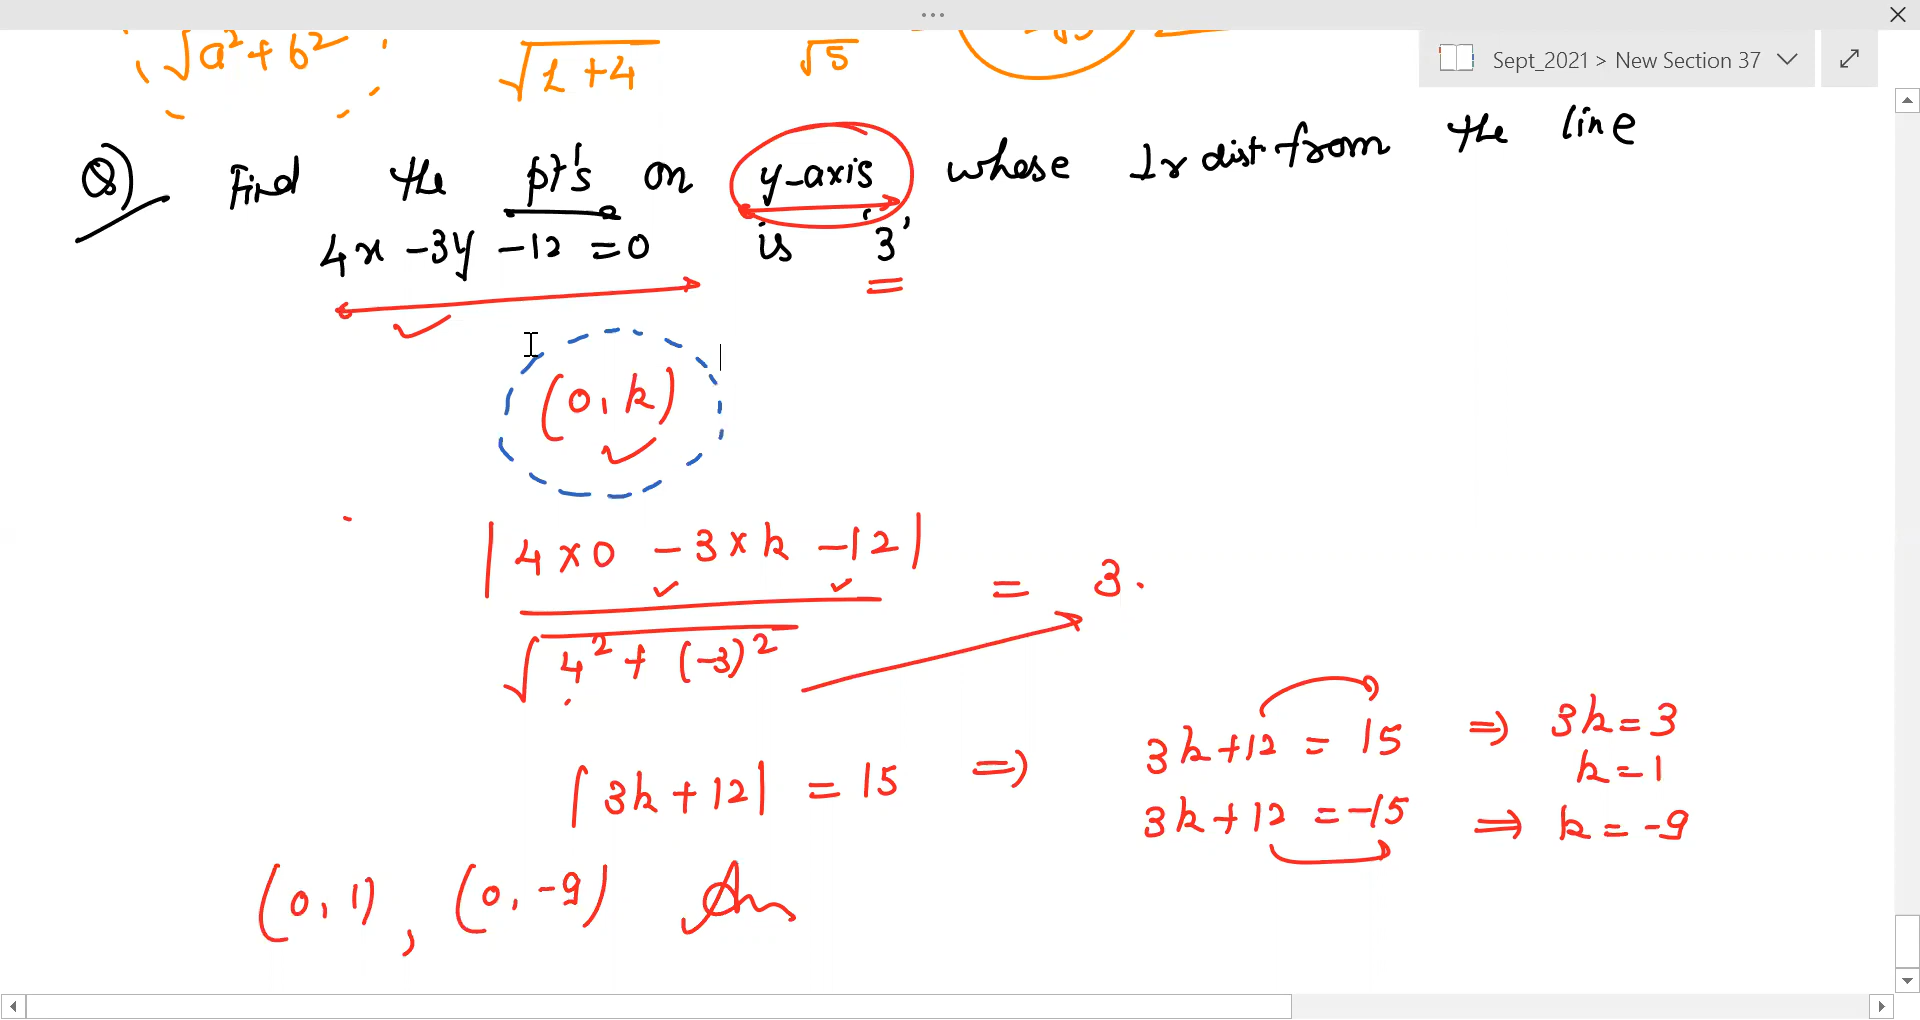 √a²+b² √1+4 √5
Sept_2021 > New Section 37
Q) Find the pt's on y-axis whose ⊥r dist from the line
4x -3y -12 =0 is '3'
(0, k)
|4×0 -3×k -12| = 3.
√4² + (-3)²
|3k+12| = 15 ⇒ 3k+12 = 15 ⇒ 3k=3
k=1
3k+12 =-15 ⇒ k=-9
(0, 1), (0, -9) Ans